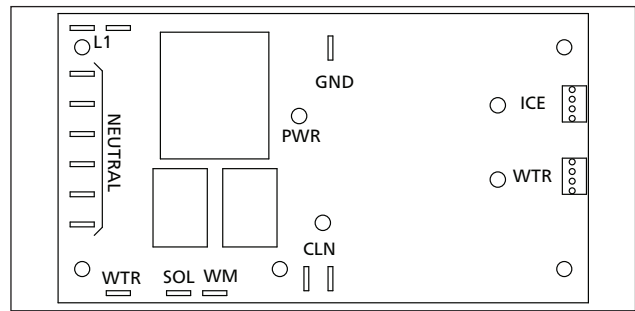 L1
GND
ICE
NEUTRAL
PWR
WTR
CLN
WTR SOL WM